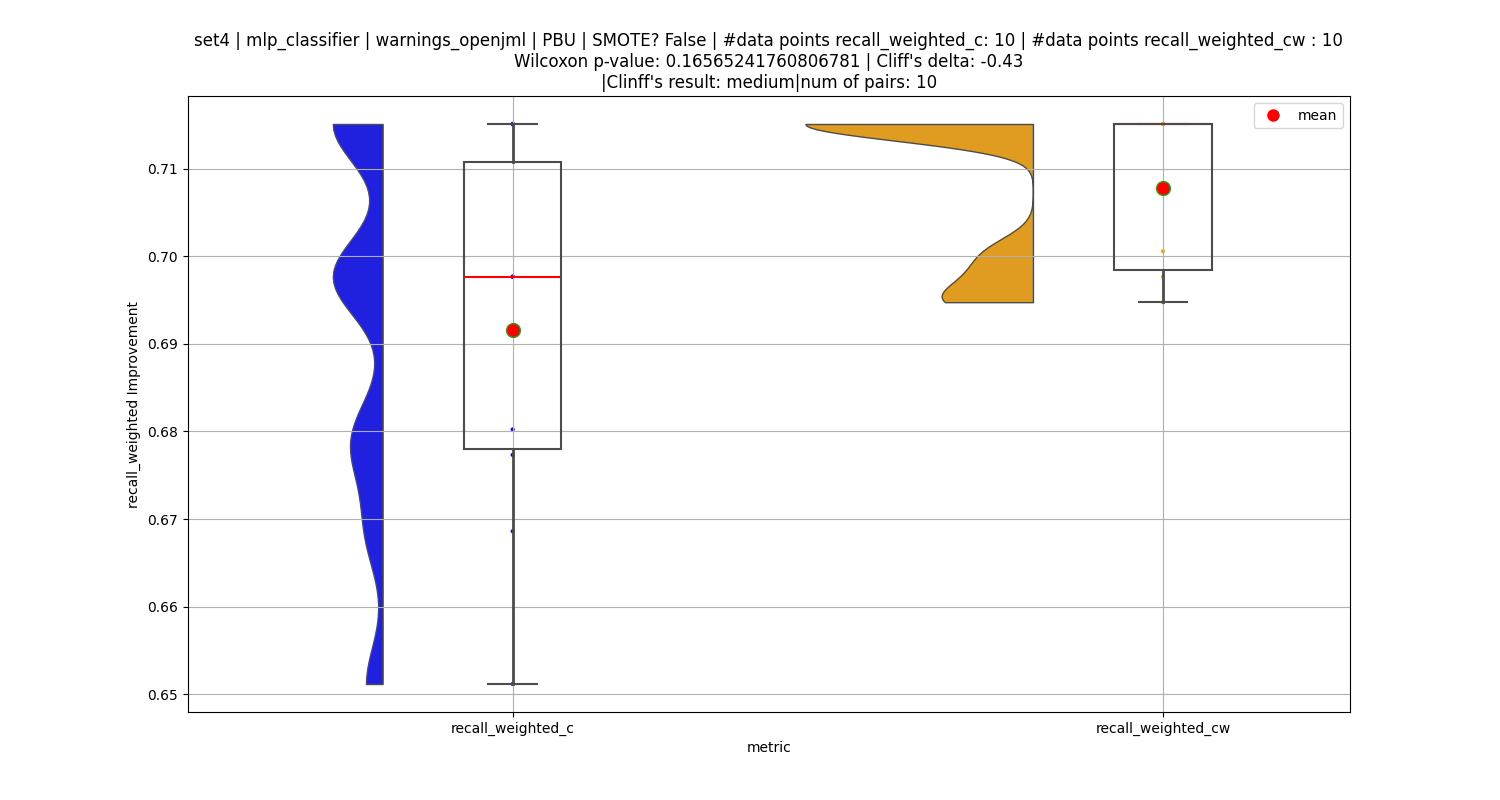 set4 | mlp_classifier | warnings_openjml | PBU | SMOTE? False | #data points recall_weighted_c: 10 | #data points recall_weighted_cw : 10
Wilcoxon p-value: 0.16565241760806781 | Cliff's delta: -0.43
|Clinff's result: medium|num of pairs: 10
mean
0.71
0.70
0.69
0.68
0.67
0.66
0.65
recall_weighted Improvement
recall_weighted_c
recall_weighted_cw
metric